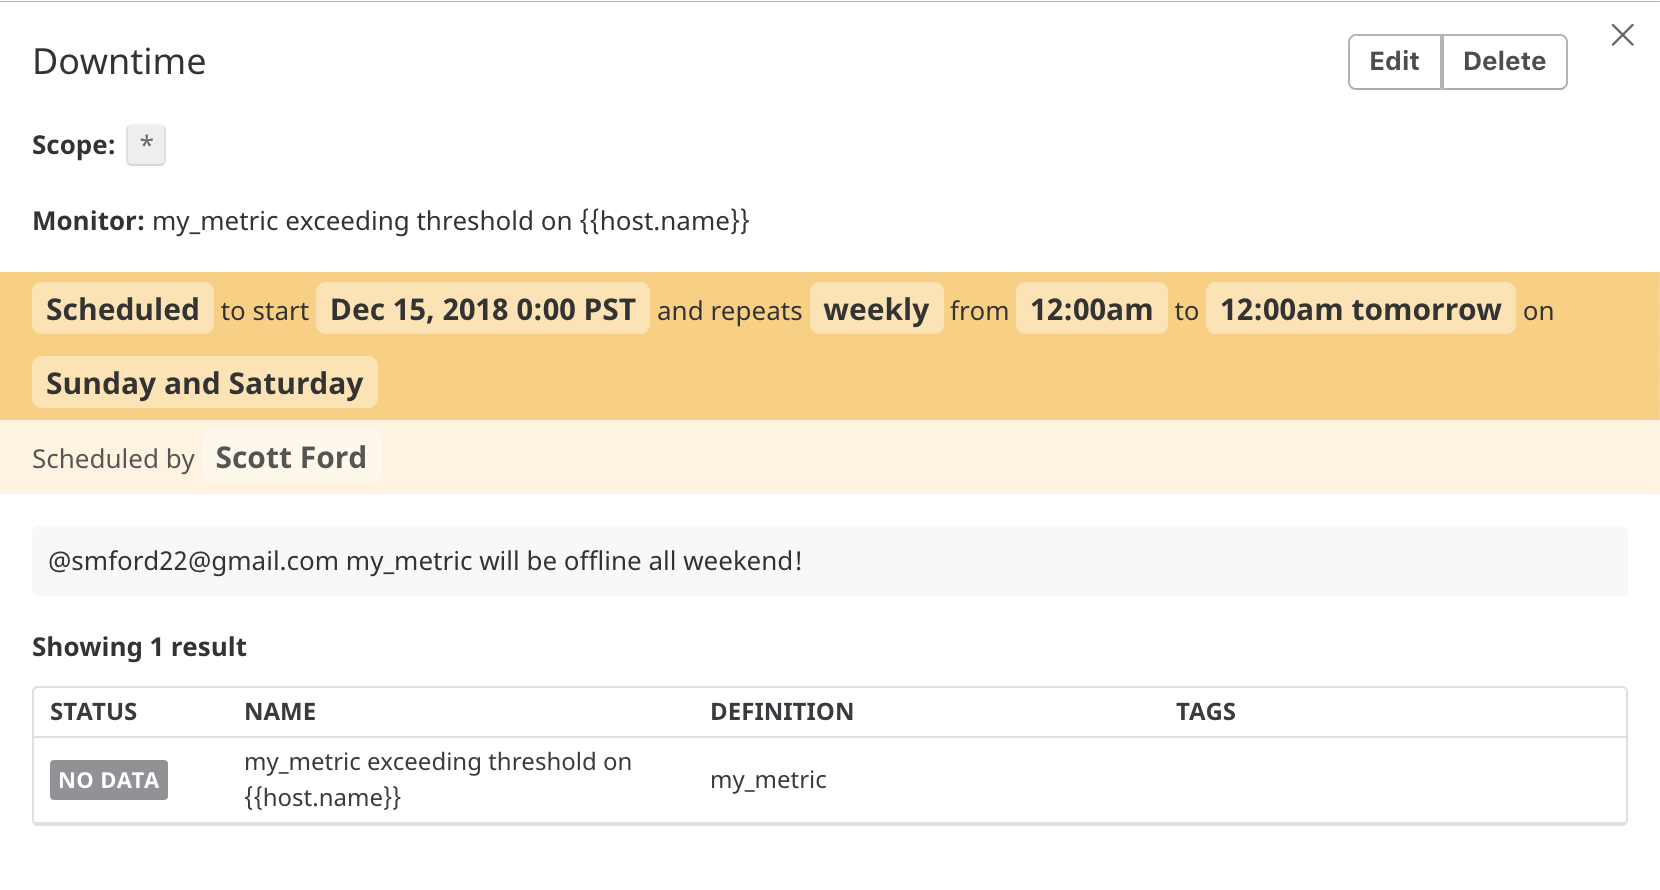 Downtime
Edit Delete
Scope: *
Monitor: my_metric exceeding threshold on {{host.name}}
Scheduled to start Dec 15, 2018 0:00 PST and repeats weekly from 12:00am to 12:00am tomorrow on
Sunday and Saturday
Scheduled by Scott Ford
@smford22@gmail.com my_metric will be offline all weekend!
Showing 1 result
STATUS NAME DEFINITION TAGS
NO DATA my_metric exceeding threshold on my_metric
{{host.name}}